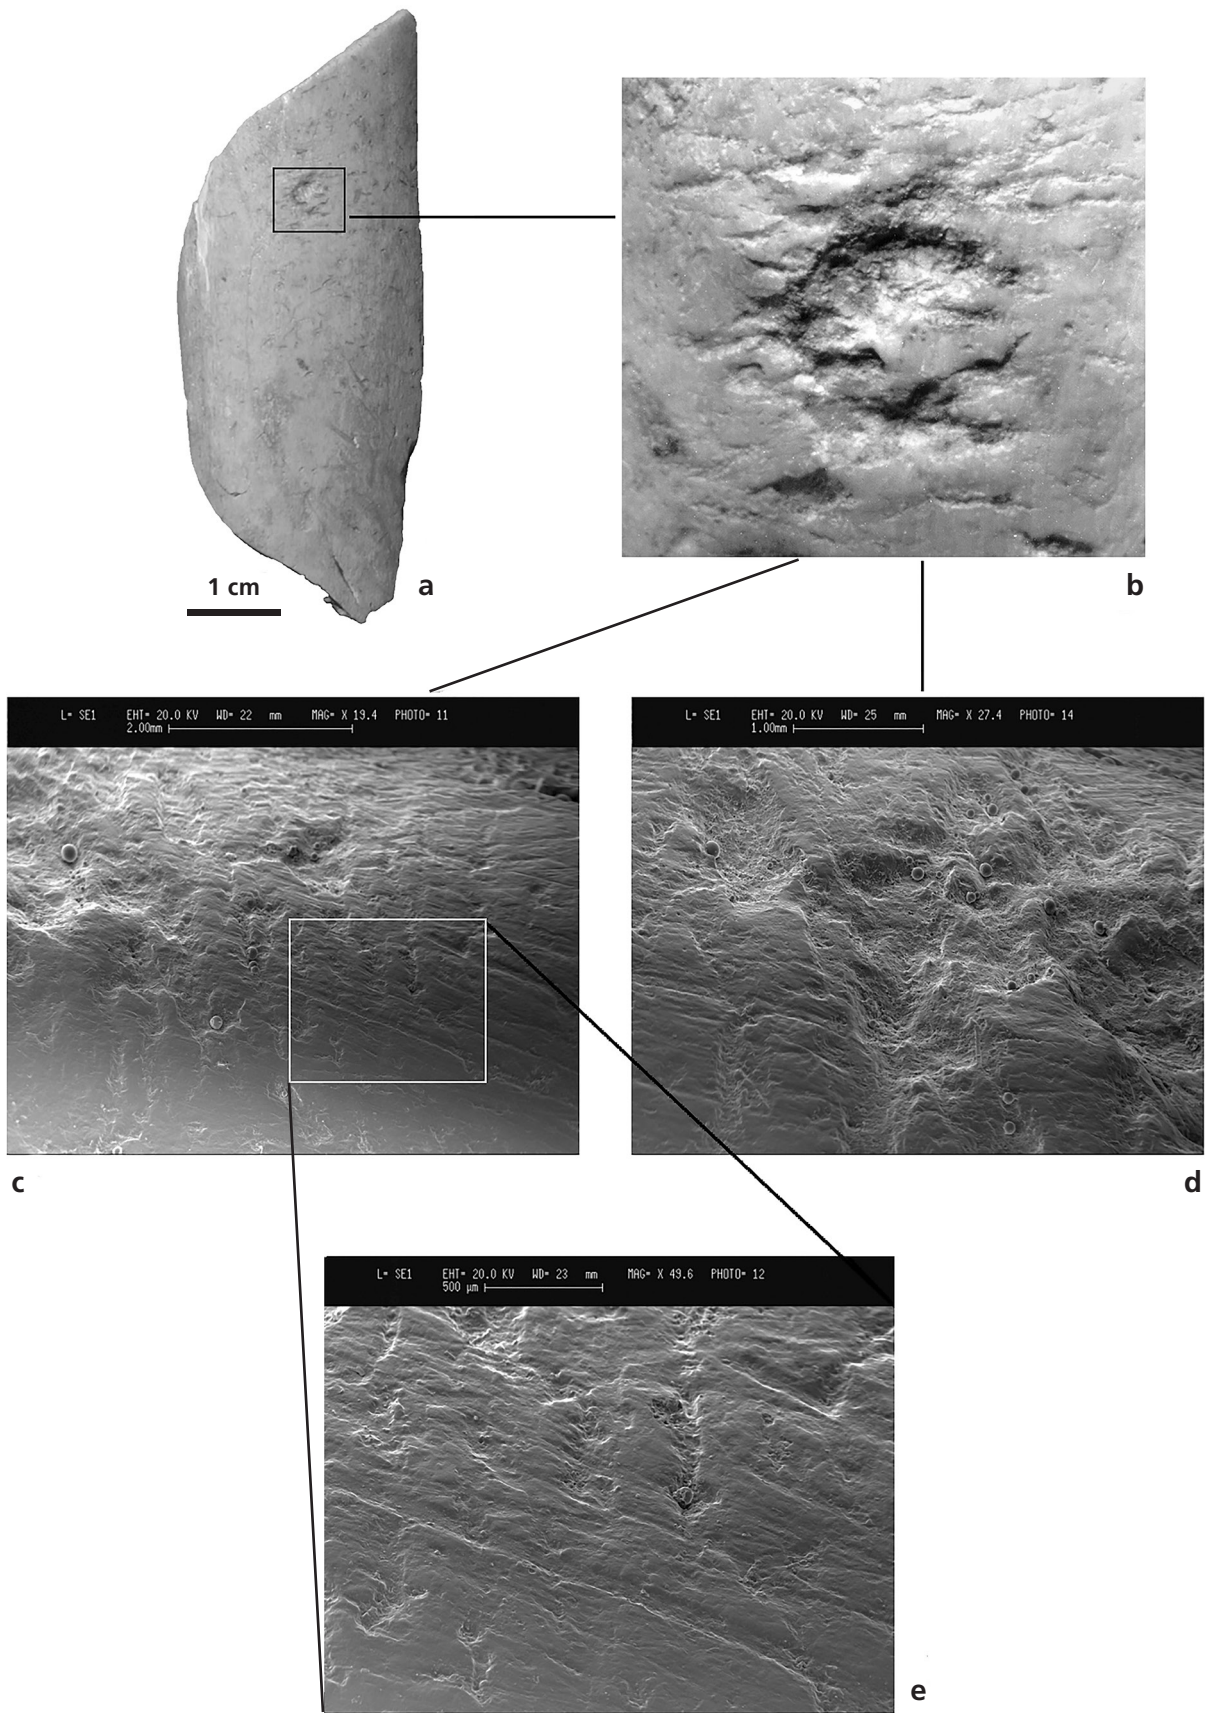 1 cm
a
b
L= SE1 EHT= 20.0 KV WD= 22 mm MAG= X 19.4 PHOTO= 11
2.00mm
L= SE1 EHT= 20.0 KV WD= 25 mm MAG= X 27.4 PHOTO= 14
1.00mm
c
d
L= SE1 EHT= 20.0 KV WD= 23 mm MAG= X 49.6 PHOTO= 12
500 µm
e